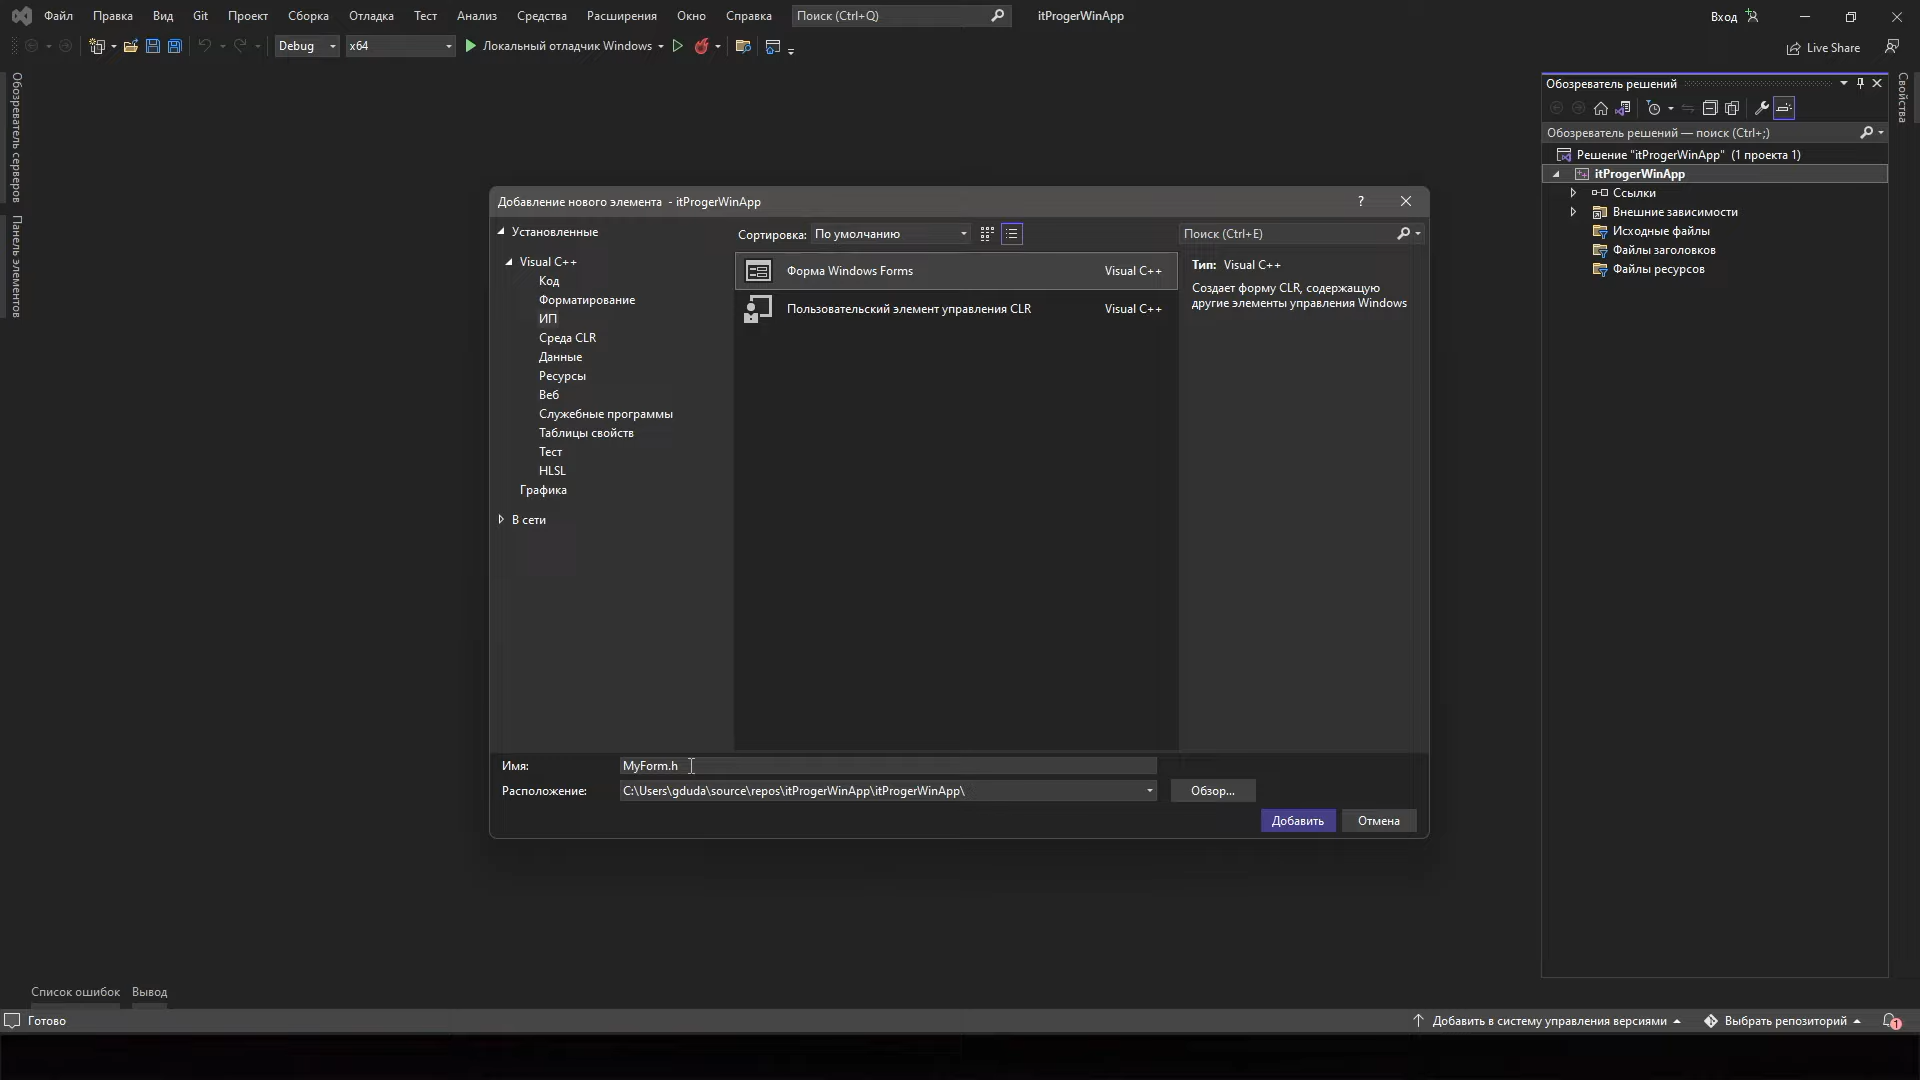 Файл Правка Вид Git Проект Сборка Отладка Тест Анализ Средства Расширения Окно Справка Поиск (Ctrl+Q) itProgerWinApp Вход
Debug x64 Локальный отладчик Windows Live Share
Обозреватель серверов
Панель элементов
Добавление нового элемента - itProgerWinApp ?
Установленные
Visual C++
Код
Форматирование
ИП
Среда CLR
Данные
Ресурсы
Веб
Служебные программы
Таблицы свойств
Тест
HLSL
Графика
В сети
Сортировка: По умолчанию
Форма Windows Forms Visual C++
Пользовательский элемент управления CLR Visual C++
Поиск (Ctrl+E)
Тип: Visual C++
Создает форму CLR, содержащую
другие элементы управления Windows
Имя: MyForm.h
Расположение: C:\Users\gduda\source\repos\itProgerWinApp\itProgerWinApp\ Обзор...
Добавить Отмена
Обозреватель решений
Обозреватель решений — поиск (Ctrl+;)
Решение "itProgerWinApp" (1 проекта 1)
itProgerWinApp
Ссылки
Внешние зависимости
Исходные файлы
Файлы заголовков
Файлы ресурсов
Свойства
Список ошибок Вывод
Готово Добавить в систему управления версиями Выбрать репозиторий 1